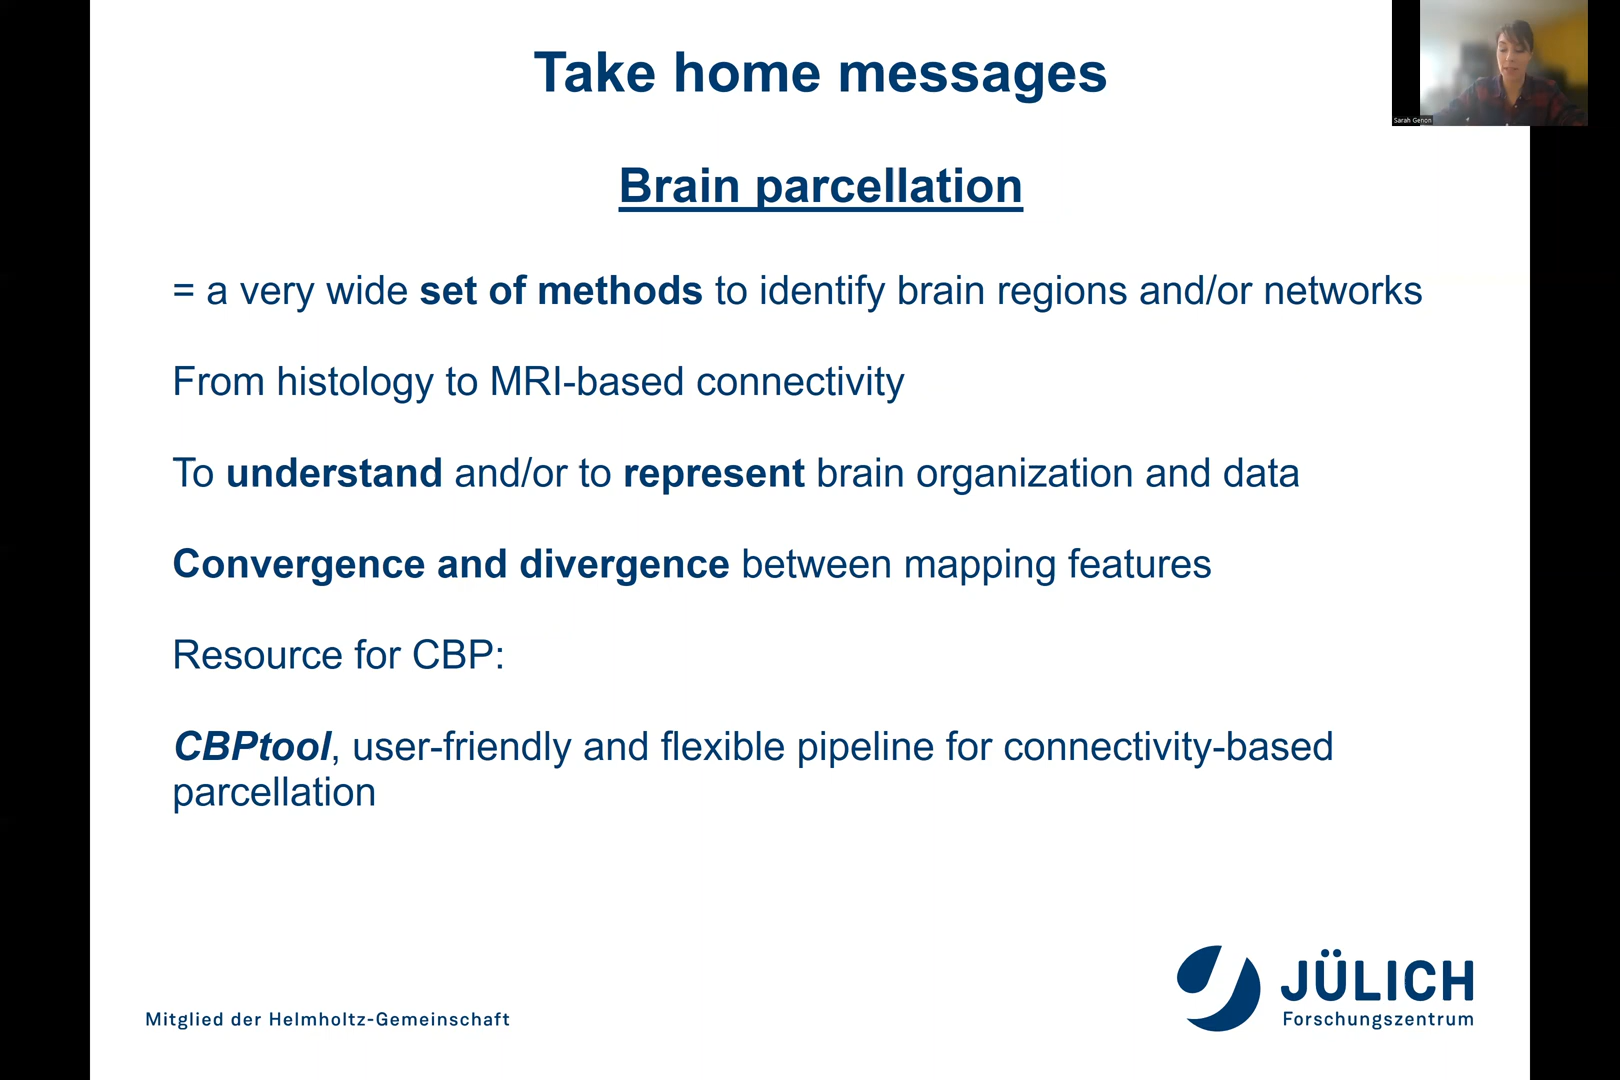 Take home messages
Sarah Genon
Brain parcellation
= a very wide set of methods to identify brain regions and/or networks
From histology to MRI-based connectivity
To understand and/or to represent brain organization and data
Convergence and divergence between mapping features
Resource for CBP:
CBPtool, user-friendly and flexible pipeline for connectivity-based
parcellation
Mitglied der Helmholtz-Gemeinschaft
JÜLICH
Forschungszentrum